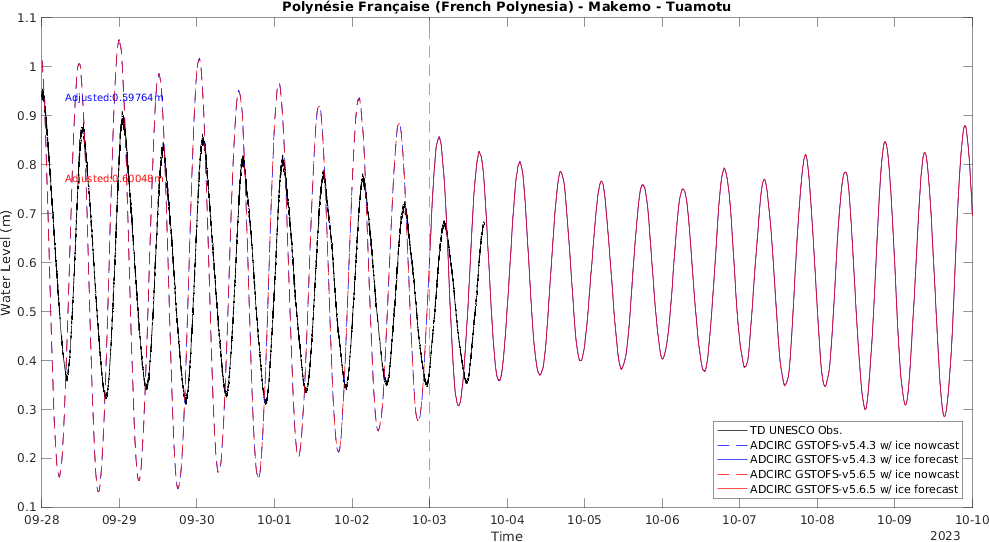 Polynésie Française (French Polynesia) - Makemo - Tuamotu
1.1
1
0.9
0.8
0.7
0.6
0.5
0.4
0.3
0.2
0.1
Water Level (m)
Adjusted:0.59764m
Adjusted:0.60048m
TD UNESCO Obs.
ADCIRC GSTOFS-v5.4.3 w/ ice nowcast
ADCIRC GSTOFS-v5.4.3 w/ ice forecast
ADCIRC GSTOFS-v5.6.5 w/ ice nowcast
ADCIRC GSTOFS-v5.6.5 w/ ice forecast
09-28 09-29 09-30 10-01 10-02 10-03 10-04 10-05 10-06 10-07 10-08 10-09 10-10
Time
2023